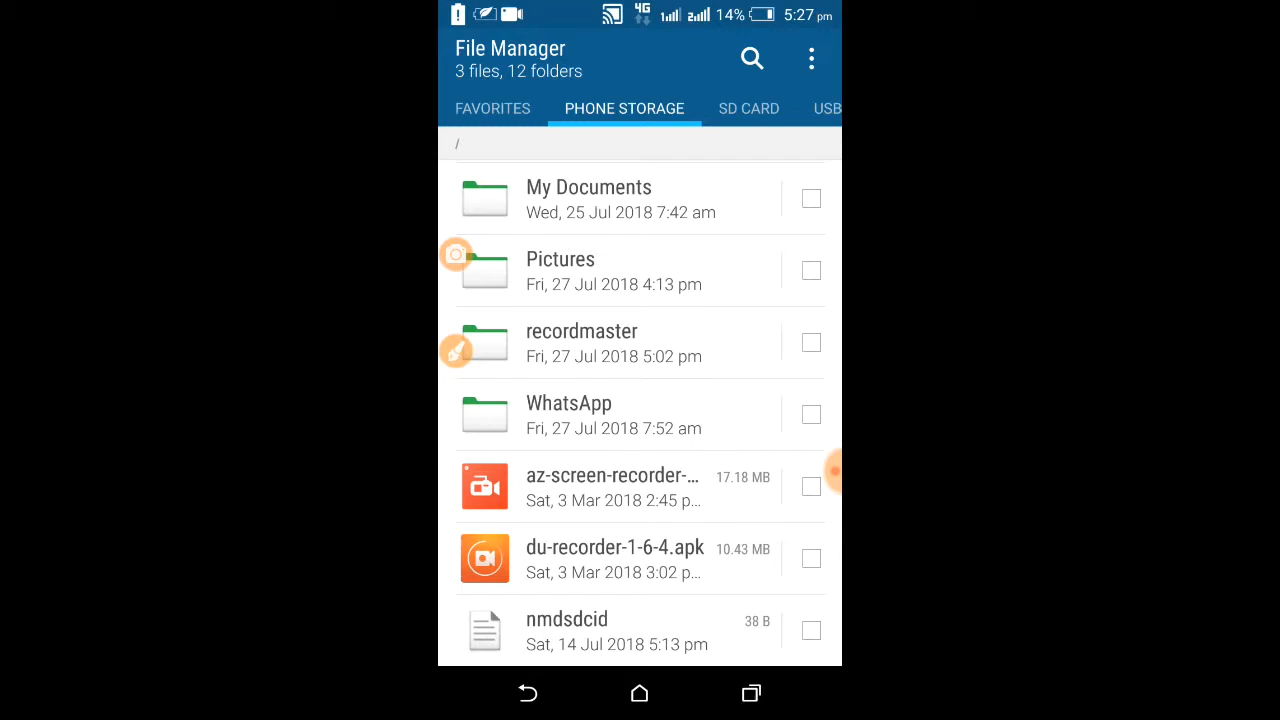 4G 14% 5:27 pm
File Manager
3 files, 12 folders
FAVORITES PHONE STORAGE SD CARD USB
/
My Documents
Wed, 25 Jul 2018 7:42 am
Pictures
Fri, 27 Jul 2018 4:13 pm
recordmaster
Fri, 27 Jul 2018 5:02 pm
WhatsApp
Fri, 27 Jul 2018 7:52 am
az-screen-recorder-... 17.18 MB
Sat, 3 Mar 2018 2:45 p...
du-recorder-1-6-4.apk 10.43 MB
Sat, 3 Mar 2018 3:02 p...
nmdsdcid 38 B
Sat, 14 Jul 2018 5:13 pm